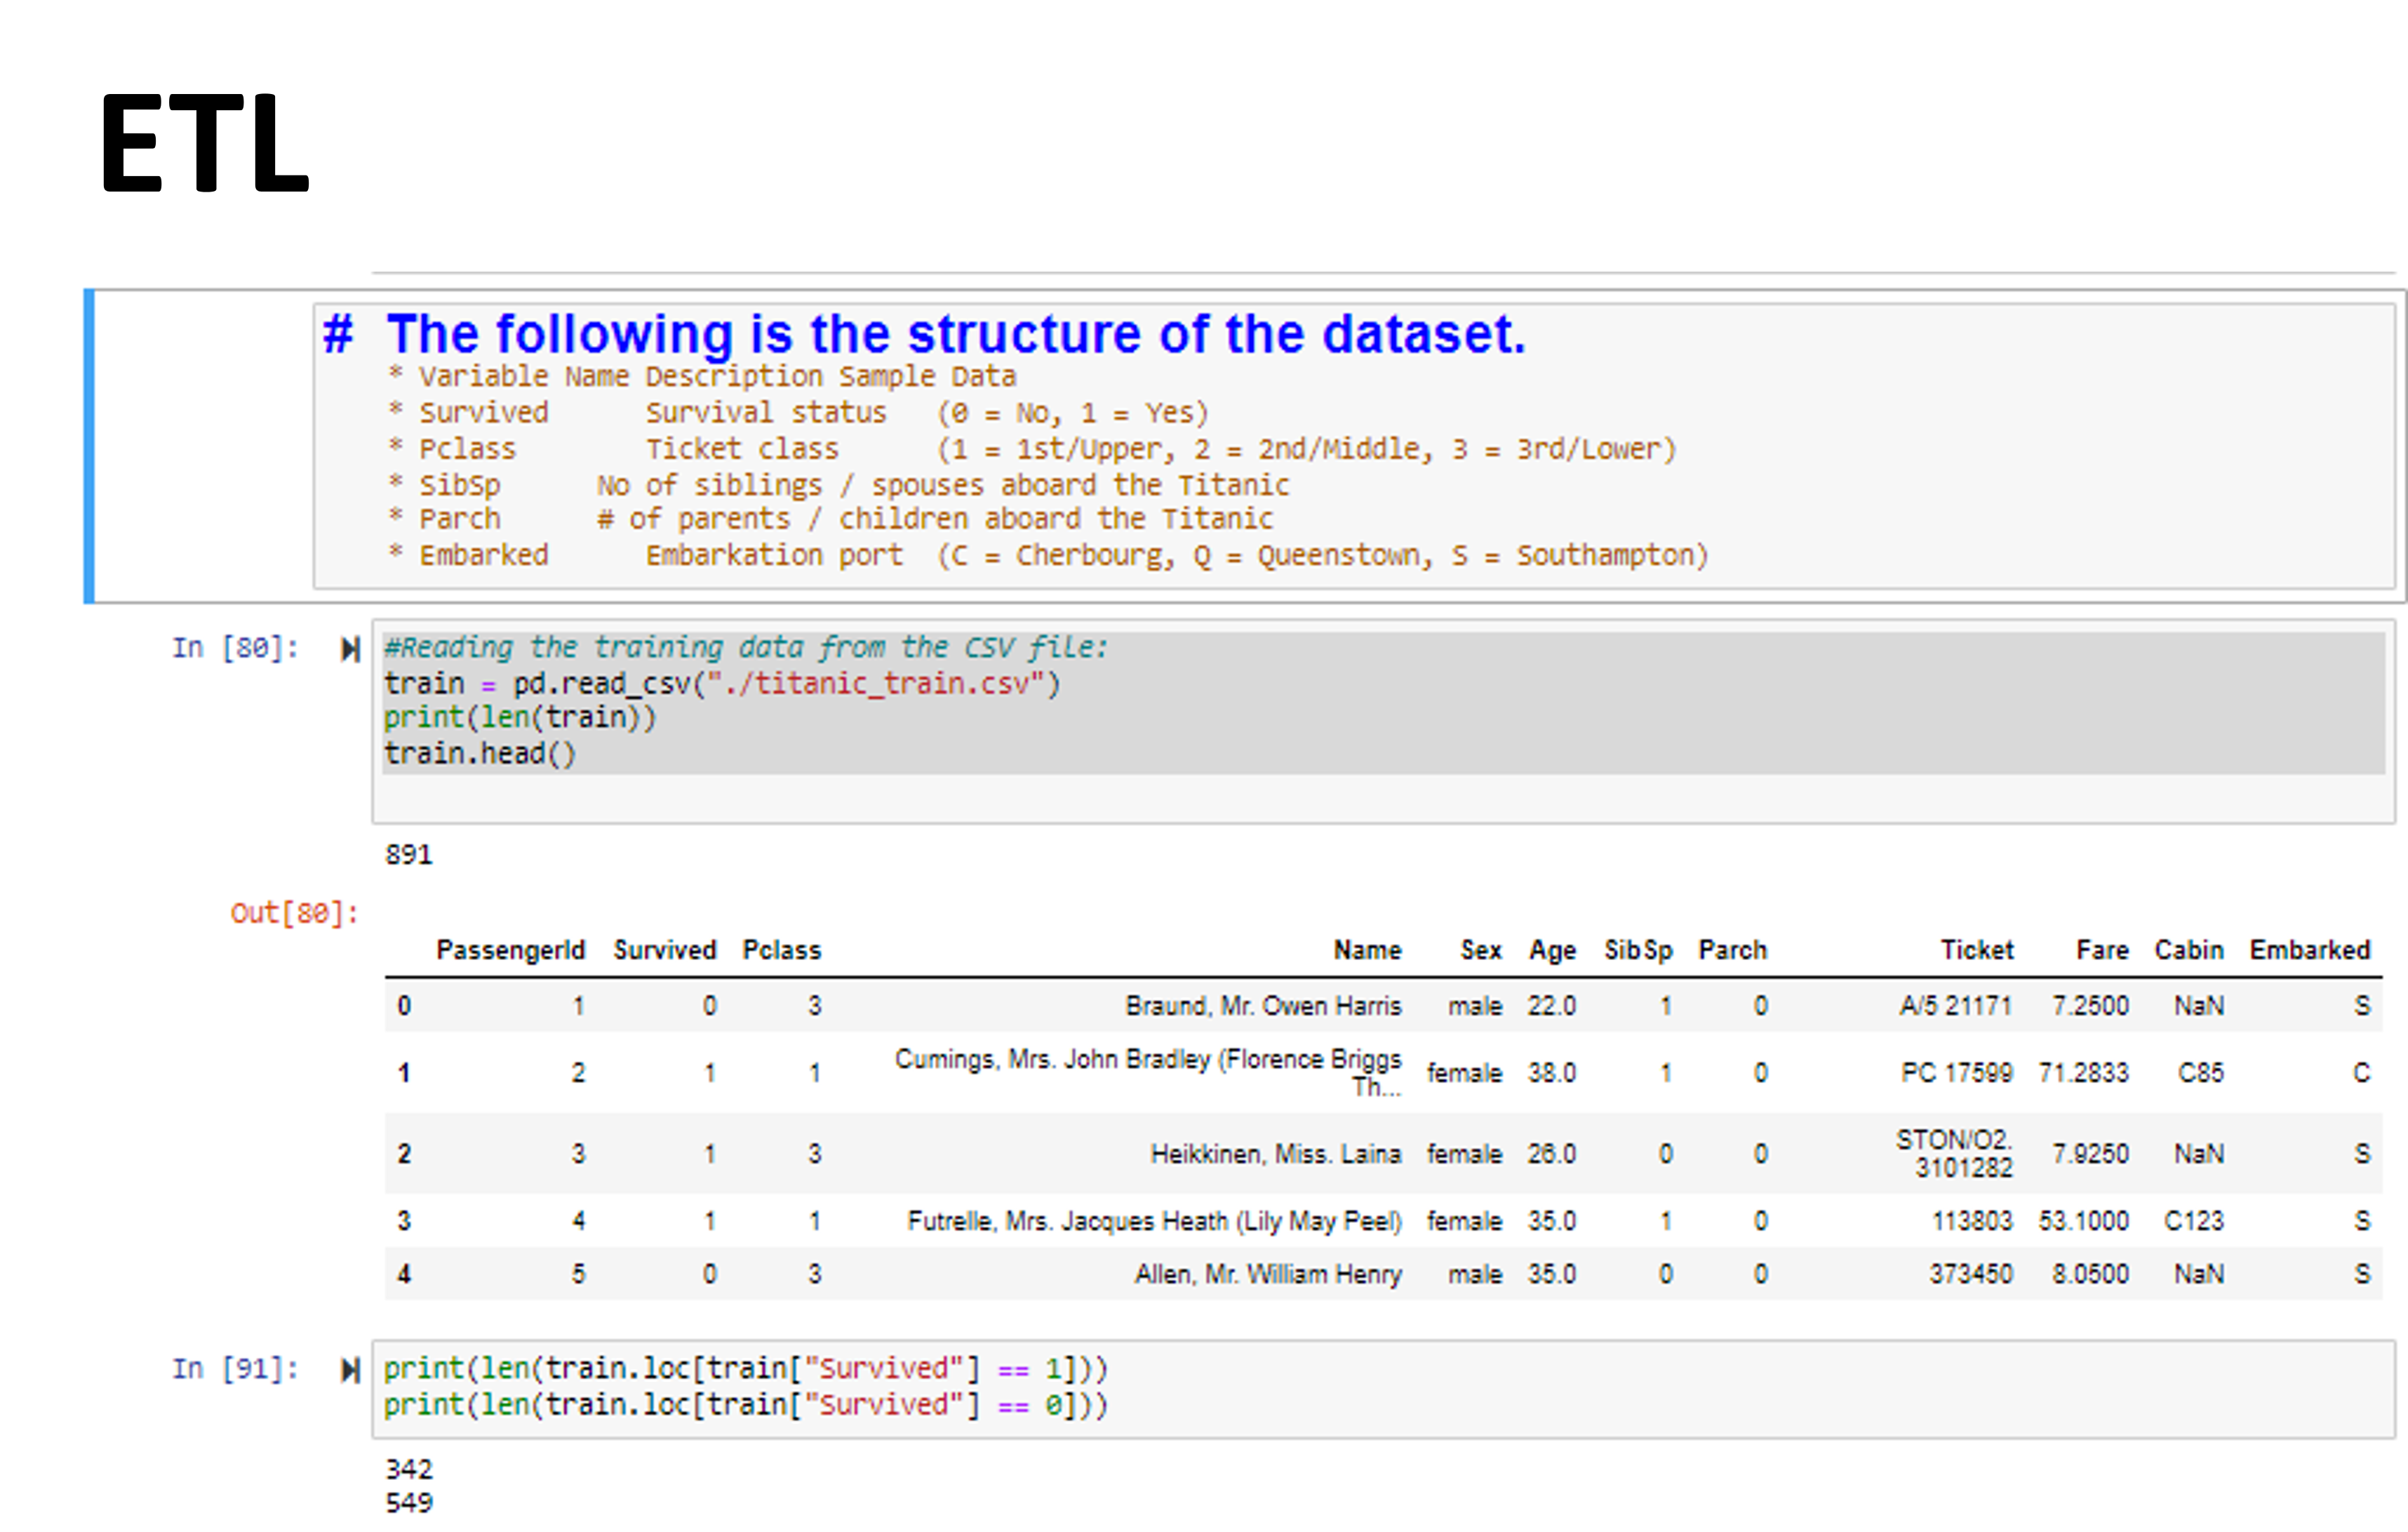 ETL
# The following is the structure of the dataset.
* Variable Name Description Sample Data
* Survived Survival status (0 = No, 1 = Yes)
* Pclass Ticket class (1 = 1st/Upper, 2 = 2nd/Middle, 3 = 3rd/Lower)
* SibSp No of siblings / spouses aboard the Titanic
* Parch # of parents / children aboard the Titanic
* Embarked Embarkation port (C = Cherbourg, Q = Queenstown, S = Southampton)
In [80]: #Reading the training data from the CSV file:
train = pd.read_csv("./titanic_train.csv")
print(len(train))
train.head()
891
Out[80]:
PassengerId Survived Pclass Name Sex Age SibSp Parch Ticket Fare Cabin Embarked
0 1 0 3 Braund, Mr. Owen Harris male 22.0 1 0 A/5 21171 7.2500 NaN S
1 2 1 1 Cumings, Mrs. John Bradley (Florence Briggs female 38.0 1 0 PC 17599 71.2833 C85 C
Th...
2 3 1 3 Heikkinen, Miss. Laina female 26.0 0 0 STON/O2. 7.9250 NaN S
3101282
3 4 1 1 Futrelle, Mrs. Jacques Heath (Lily May Peel) female 35.0 1 0 113803 53.1000 C123 S
4 5 0 3 Allen, Mr. William Henry male 35.0 0 0 373450 8.0500 NaN S
In [91]: print(len(train.loc[train["Survived"] == 1]))
print(len(train.loc[train["Survived"] == 0]))
342
549